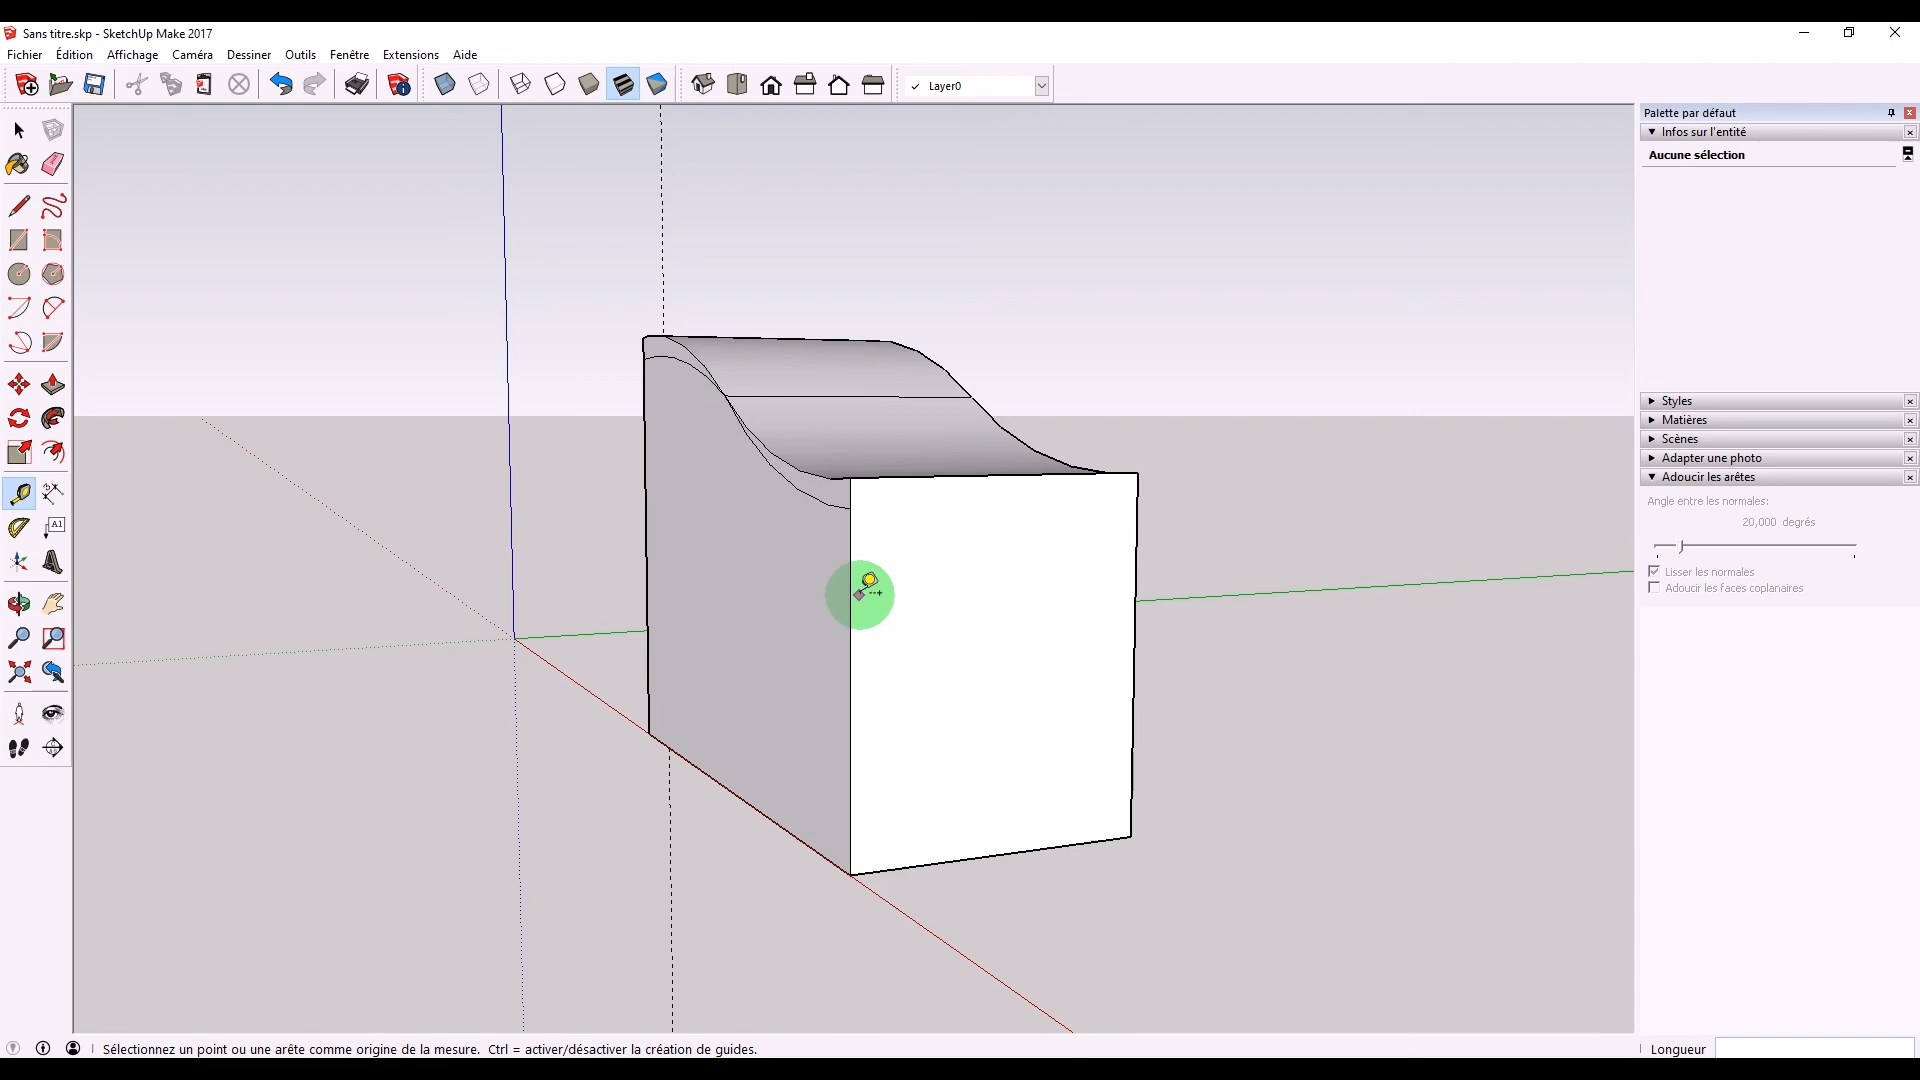 Sans titre.skp - SketchUp Make 2017
Fichier Édition Affichage Caméra Dessiner Outils Fenêtre Extensions Aide
Layer0
Palette par défaut
Infos sur l'entité
Aucune sélection
A1
Styles
Matières
Scènes
Adapter une photo
Adoucir les arêtes
Angle entre les normales:
20,000 degrés
Lisser les normales
Adoucir les faces coplanaires
Sélectionnez un point ou une arête comme origine de la mesure. Ctrl = activer/désactiver la création de guides.
Longueur